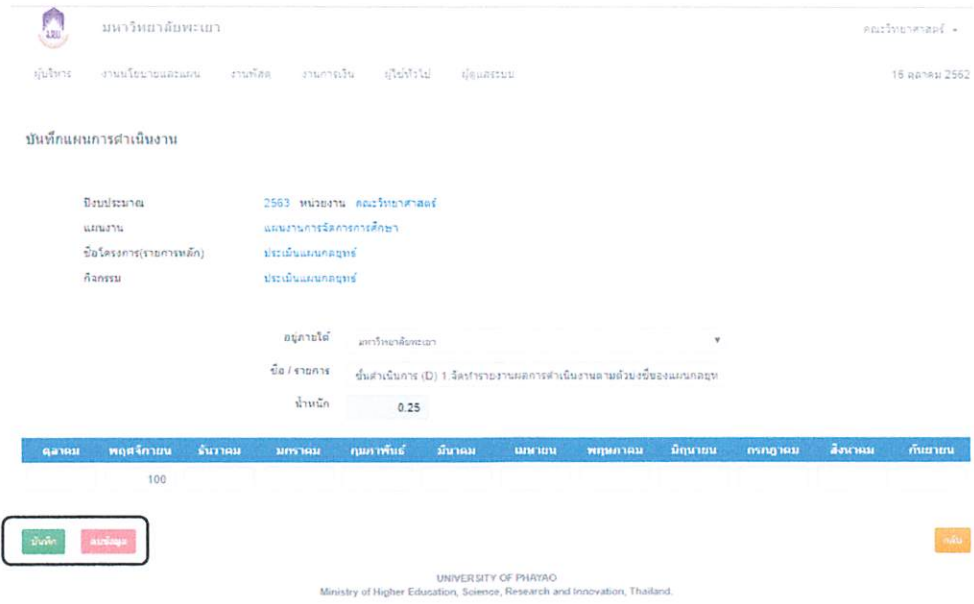 มหาวิทยาลัยพะเยา
คณะวิทยาศาสตร์
ผู้บริหาร งานนโยบายและแผน งานพัสดุ งานการเงิน ผู้ใช้ทั่วไป ผู้ดูแลระบบ 15 ตุลาคม 2562
บันทึกแผนการดำเนินงาน
ปีงบประมาณ 2563 หน่วยงาน คณะวิทยาศาสตร์
แผนงาน แผนงานการจัดการการศึกษา
ชื่อโครงการ(รายการหลัก) ประเมินแผนกลยุทธ์
กิจกรรม ประเมินแผนกลยุทธ์
อยู่ภายใต้ มหาวิทยาลัยพะเยา
ชื่อ / รายการ ขั้นดำเนินการ (D) 1.จัดทำรายงานผลการดำเนินงานตามตัวบ่งชี้ของแผนกลยุท
น้ำหนัก 0.25
ตุลาคม พฤศจิกายน ธันวาคม มกราคม กุมภาพันธ์ มีนาคม เมษายน พฤษภาคม มิถุนายน กรกฎาคม สิงหาคม กันยายน
100
บันทึก ลบข้อมูล กลับ
UNIVERSITY OF PHAYAO
Ministry of Higher Education, Science, Research and Innovation, Thailand.